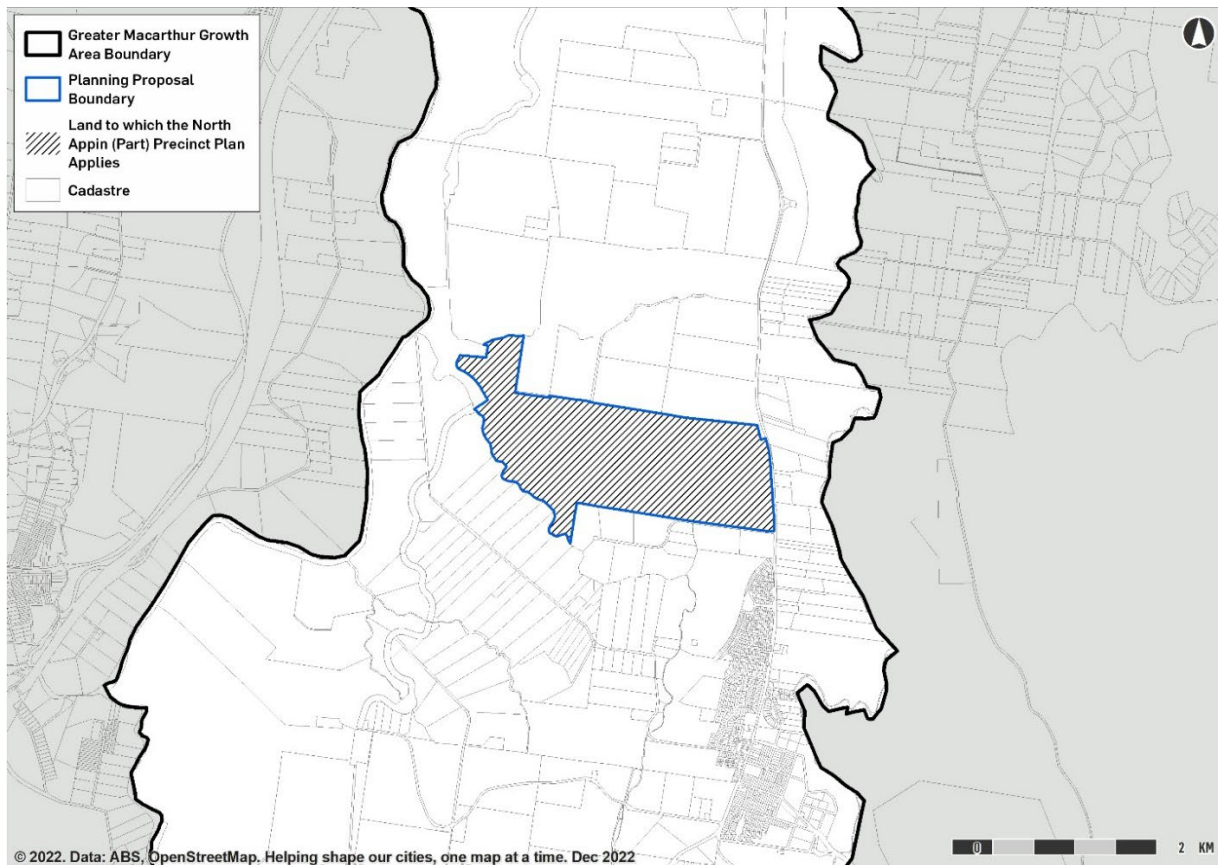 Greater Macarthur Growth
Area Boundary
Planning Proposal
Boundary
Land to which the North
Appin (Part) Precinct Plan
Applies
Cadastre
© 2022. Data: ABS, OpenStreetMap. Helping shape our cities, one map at a time. Dec 2022
0 2 KM